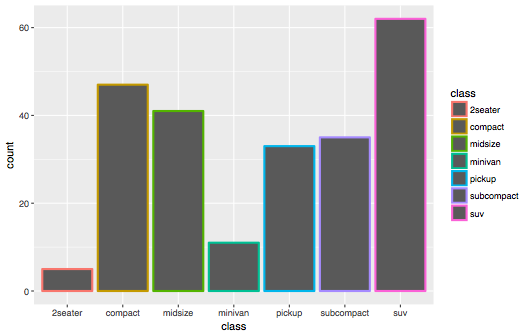 60
40
20
0
count
2seater compact midsize minivan pickup subcompact suv
class
class
2seater
compact
midsize
minivan
pickup
subcompact
suv